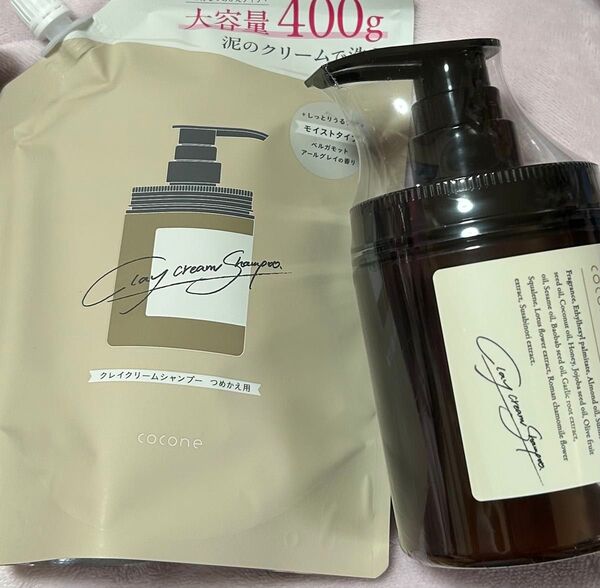 大容量400g
泥のクリームで洗
+しっとりうる
モイストタイプ
ベルガモット
アールグレイの香り
Clay cream Shampoo.
クレイクリームシャンプー つめかえ用
cocone
COCO
Fragrance, Ethylhexyl palmitate, Almond oil, Sun
seed oil, Coconut oil, Honey, Jojoba seed oil, Olive fruit
oil, Sesame oil, Baobab seed oil, Garlic root extract,
Squalene, Lotus flower extract, Roman chamomile flower
extract, Susabinori extract.
Clay cream Shampoo.